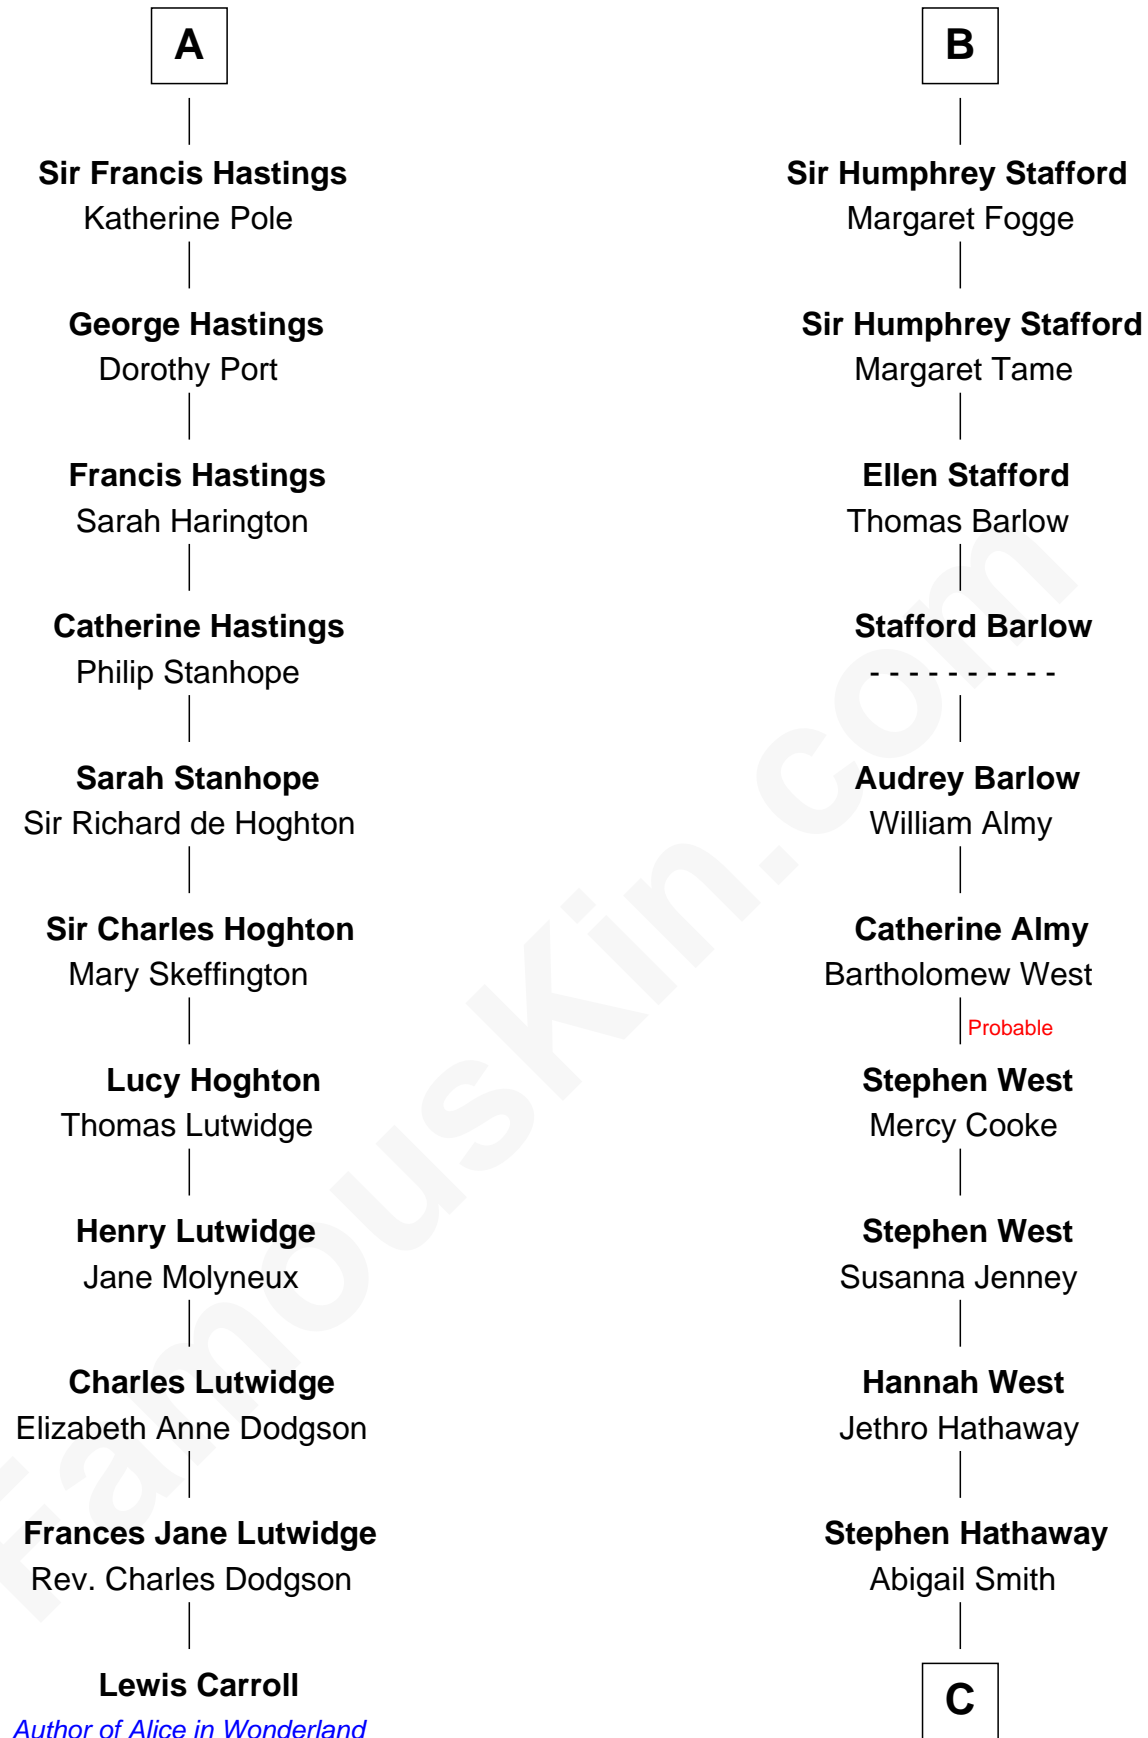 A
Sir Francis Hastings
Katherine Pole
George Hastings
Dorothy Port
Francis Hastings
Sarah Harington
Catherine Hastings
Philip Stanhope
Sarah Stanhope
Sir Richard de Hoghton
Sir Charles Hoghton
Mary Skeffington
Lucy Hoghton
Thomas Lutwidge
Henry Lutwidge
Jane Molyneux
Charles Lutwidge
Elizabeth Anne Dodgson
Frances Jane Lutwidge
Rev. Charles Dodgson
Lewis Carroll
Author of Alice in Wonderland
B
Sir Humphrey Stafford
Margaret Fogge
Sir Humphrey Stafford
Margaret Tame
Ellen Stafford
Thomas Barlow
Stafford Barlow
- - - - - - - - - -
Audrey Barlow
William Almy
Catherine Almy
Bartholomew West
Probable
Stephen West
Mercy Cooke
Stephen West
Susanna Jenney
Hannah West
Jethro Hathaway
Stephen Hathaway
Abigail Smith
C
FamousKin.com